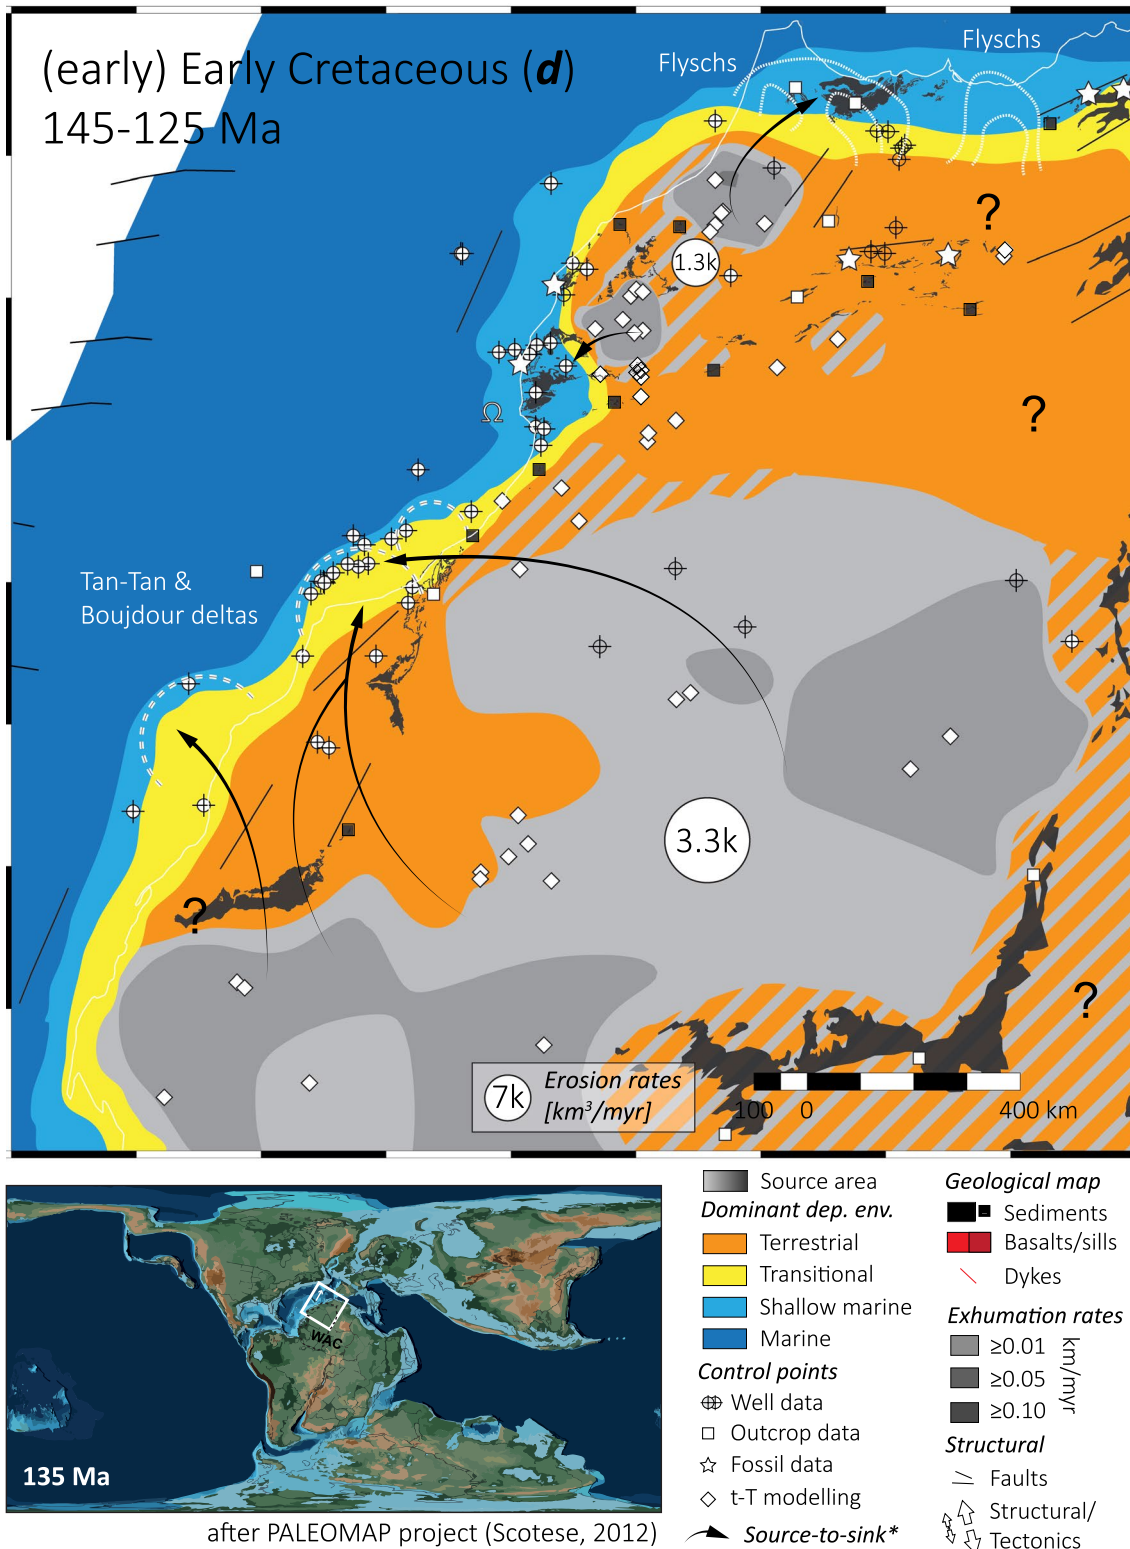 (early) Early Cretaceous (d)
145-125 Ma
Flyschs
Flyschs
?
1.3k
?
Ω
Tan-Tan &
Boujdour deltas
3.3k
?
?
7k
Erosion rates
[km³/myr]
100 0 400 km
WAC
135 Ma
after PALEOMAP project (Scotese, 2012)
Source area
Dominant dep. env.
Terrestrial
Transitional
Shallow marine
Marine
Control points
Well data
Outcrop data
Fossil data
t-T modelling
Source-to-sink*
Geological map
Sediments
Basalts/sills
Dykes
Exhumation rates
≥0.01
≥0.05
≥0.10
km/myr
Structural
Faults
Structural/
Tectonics